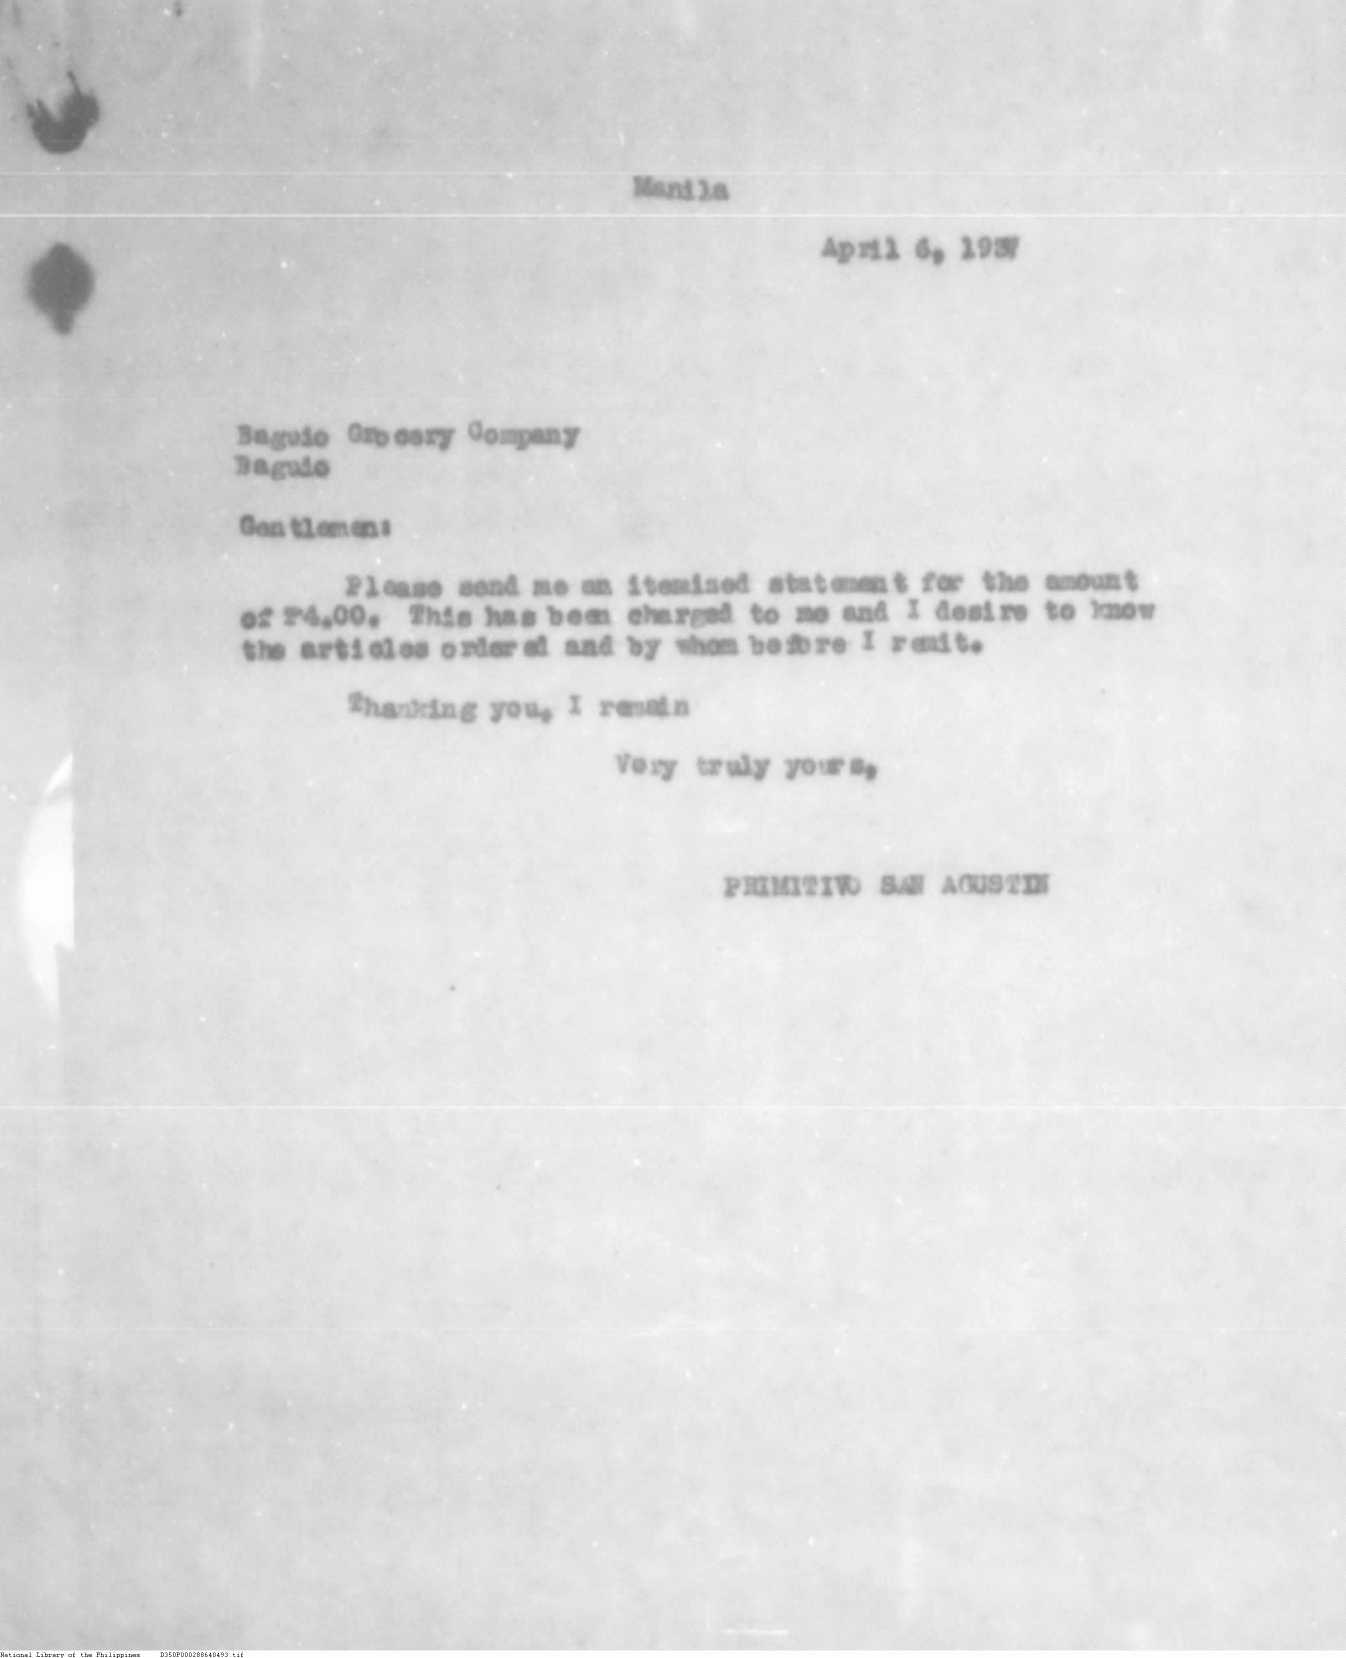 Manila
April 6, 1937
Baguio Grocery Company
Baguio
Gentlemen:
Please send me an itemized statement for the amount
of ₱4.00. This has been charged to me and I desire to know
the articles ordered and by whom before I remit.
Thanking you, I remain
Very truly yours,
PRIMITIVO SAN AGUSTIN
National Library of the Philippines D350P000288640493.tif